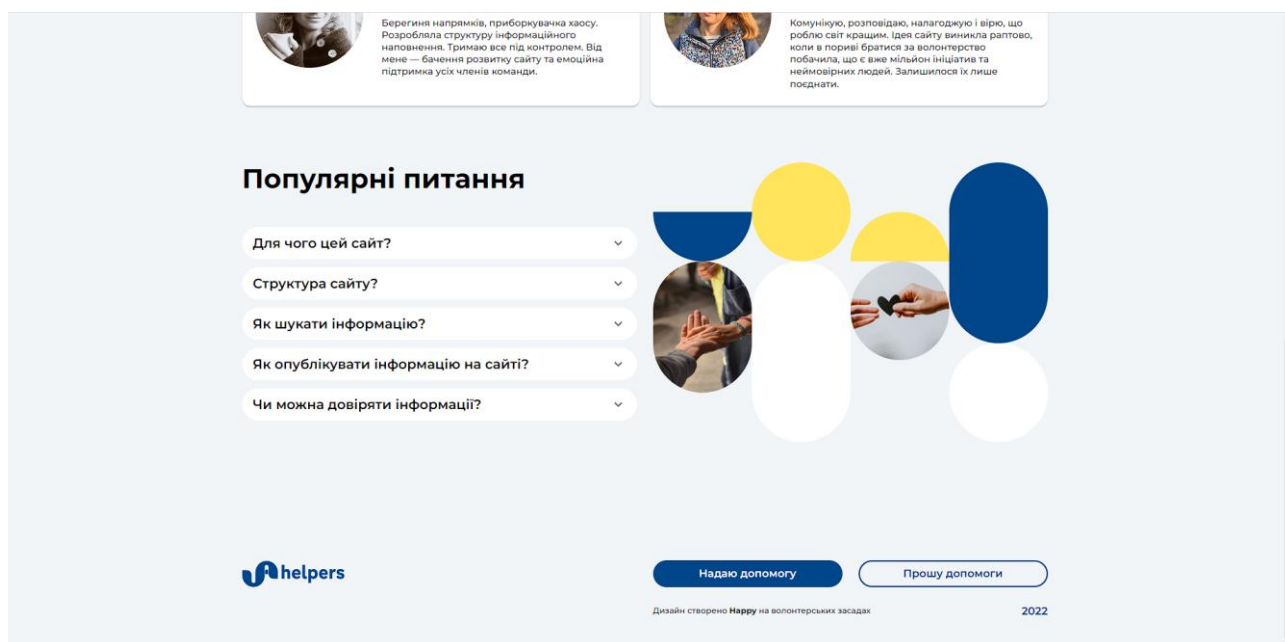 Берегиня напрямків, приборкувачка хаосу.
Розробляла структуру інформаційного
наповнення. Тримаю все під контролем. Від
мене — бачення розвитку сайту та емоційна
підтримка усіх членів команди.
Комунікую, розповідаю, налагоджую і вірю, що
роблю світ кращим. Ідея сайту виникла раптово,
коли в пориві братися за волонтерство
побачила, що є вже мільйон ініціатив та
неймовірних людей. Залишилося їх лише
поєднати.
Популярні питання
Для чого цей сайт?
Структура сайту?
Як шукати інформацію?
Як опублікувати інформацію на сайті?
Чи можна довіряти інформації?
UA helpers
Надаю допомогу
Прошу допомоги
Дизайн створено Happy на волонтерських засадах
2022